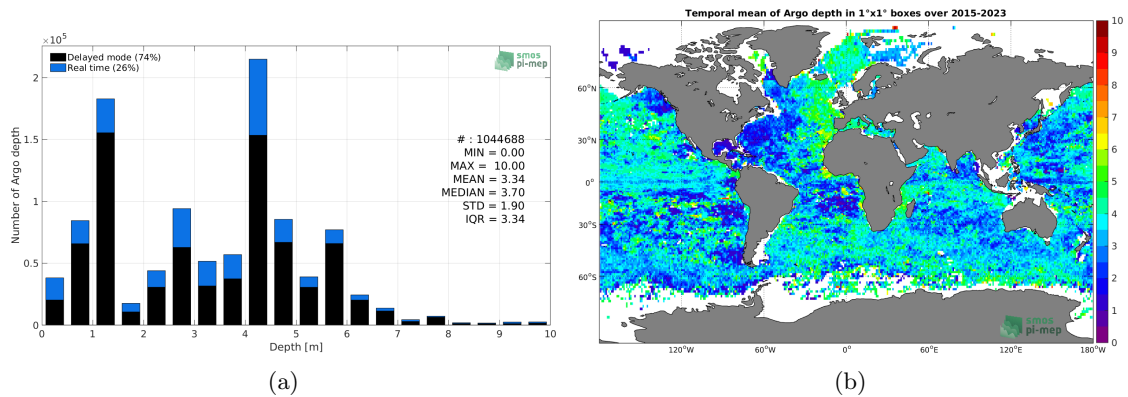 ×10⁵
Delayed mode (74%)
Real time (26%)
smos
pi-mep
2
1.5
1
0.5
0
Number of Argo depth
# : 1044688
MIN = 0.00
MAX = 10.00
MEAN = 3.34
MEDIAN = 3.70
STD = 1.90
IQR = 3.34
0 1 2 3 4 5 6 7 8 9 10
Depth [m]
(a)
Temporal mean of Argo depth in 1°x1° boxes over 2015-2023
60°N
30°N
0°
30°S
60°S
120°W 60°W 0° 60°E 120°E 180°W
smos
pi-mep
10
9
8
7
6
5
4
3
2
1
0
(b)